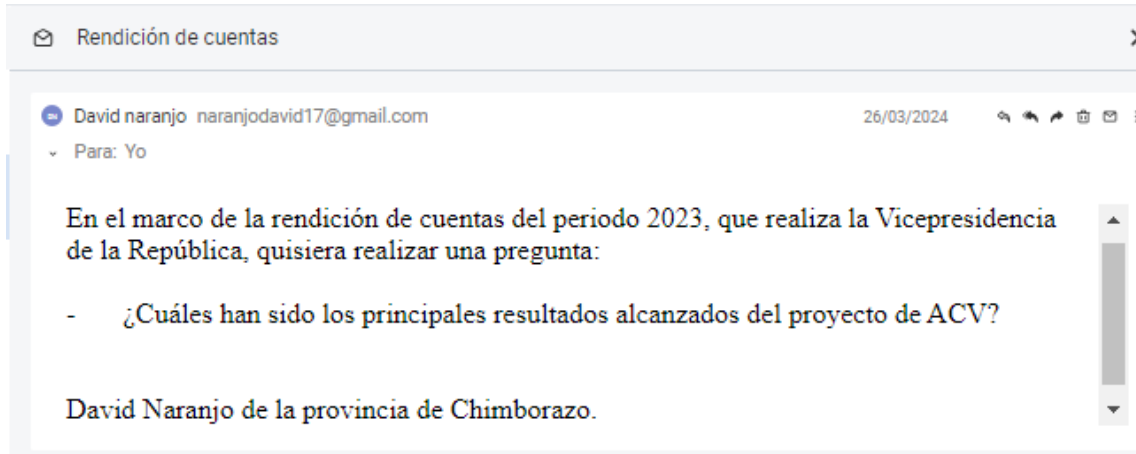 Rendición de cuentas
David naranjo naranjodavid17@gmail.com 26/03/2024
Para: Yo
En el marco de la rendición de cuentas del periodo 2023, que realiza la Vicepresidencia
de la República, quisiera realizar una pregunta:
- ¿Cuáles han sido los principales resultados alcanzados del proyecto de ACV?
David Naranjo de la provincia de Chimborazo.